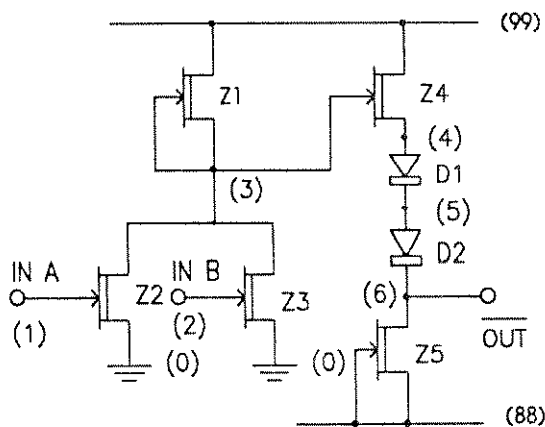 (99)
Z1
Z4
(4)
D1
(3)
(5)
D2
IN A
IN B
Z2
Z3
(6)
(1)
(2)
(0)
(0)
Z5
OUT
(88)